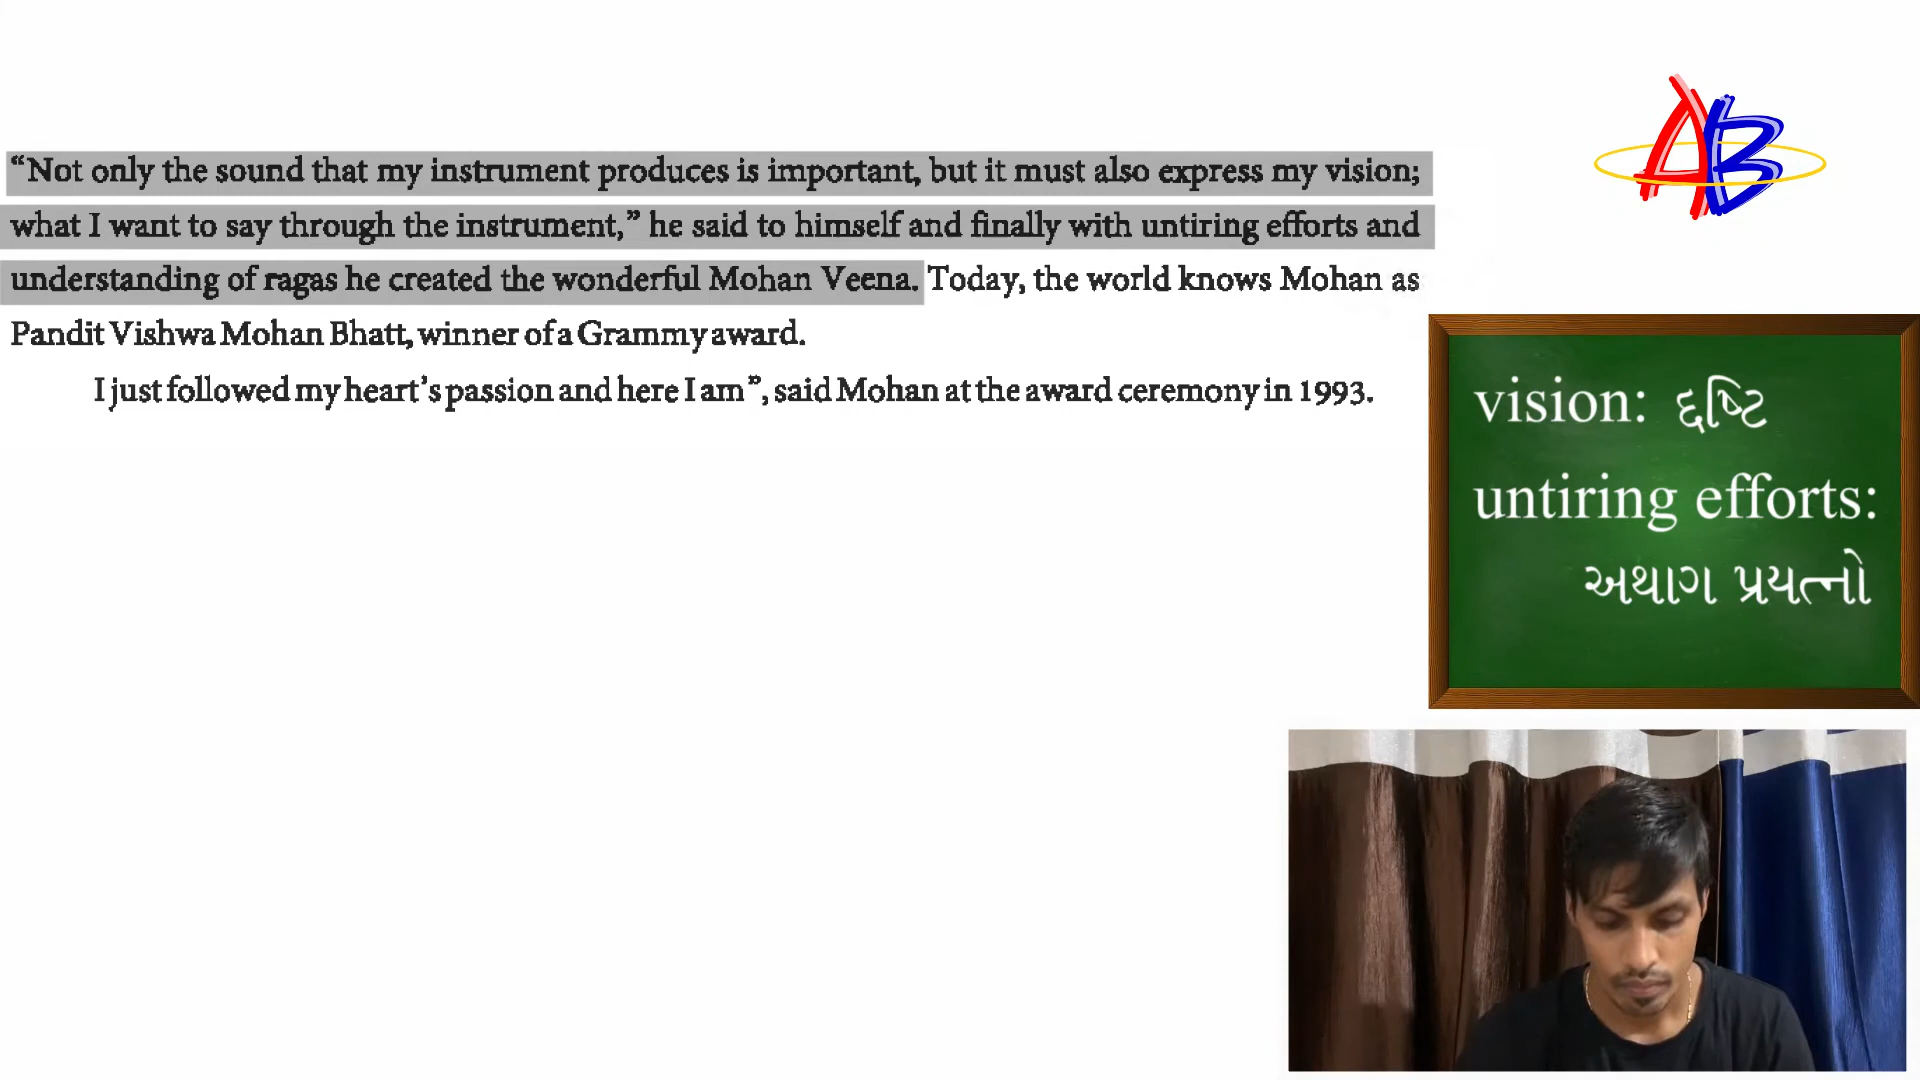 “Not only the sound that my instrument produces is important, but it must also express my vision;
what I want to say through the instrument,” he said to himself and finally with untiring efforts and
understanding of ragas he created the wonderful Mohan Veena. Today, the world knows Mohan as
Pandit Vishwa Mohan Bhatt, winner of a Grammy award.
I just followed my heart’s passion and here I am”, said Mohan at the award ceremony in 1993.
AB
vision: દ્દષ્ટિ
untiring efforts:
અથાગ પ્રયત્નો